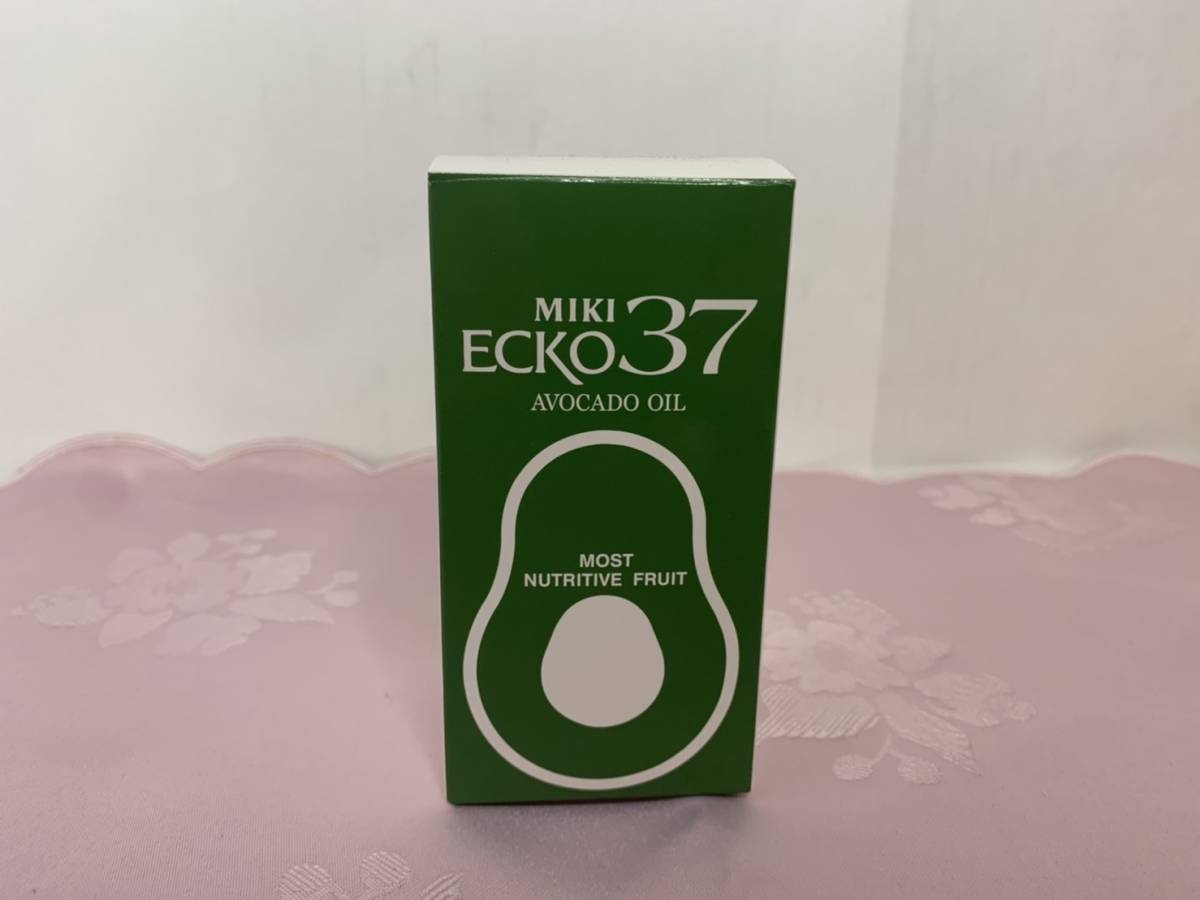 MIKI
ECKO37
AVOCADO OIL
MOST
NUTRITIVE FRUIT